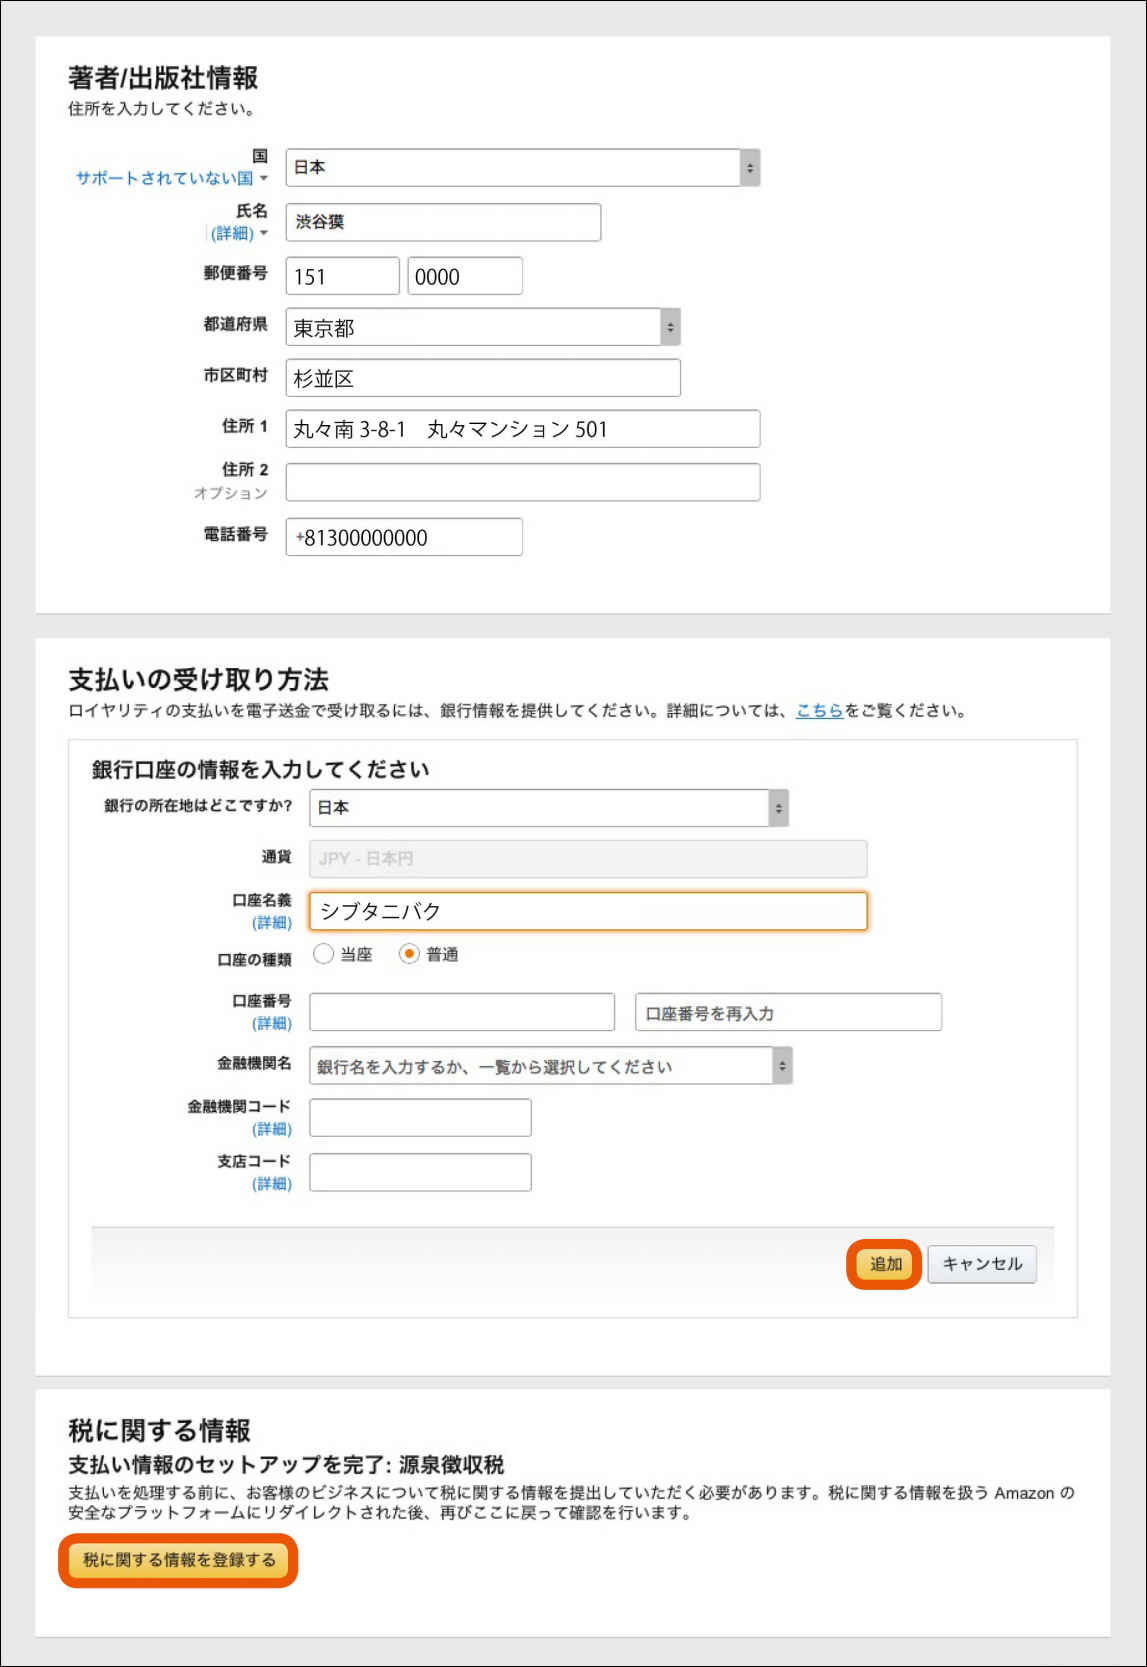 著者/出版社情報
住所を入力してください。
国
サポートされていない国
日本
氏名
(詳細)
渋谷獏
郵便番号
151 0000
都道府県
東京都
市区町村
杉並区
住所 1
丸々南 3-8-1　丸々マンション 501
住所 2
オプション
電話番号
+81300000000
支払いの受け取り方法
ロイヤリティの支払いを電子送金で受け取るには、銀行情報を提供してください。詳細については、こちらをご覧ください。
銀行口座の情報を入力してください
銀行の所在地はどこですか?
日本
通貨
JPY - 日本円
口座名義
(詳細)
シブタニバク
口座の種類
当座 普通
口座番号
(詳細)
口座番号を再入力
金融機関名
銀行名を入力するか、一覧から選択してください
金融機関コード
(詳細)
支店コード
(詳細)
追加 キャンセル
税に関する情報
支払い情報のセットアップを完了: 源泉徴収税
支払いを処理する前に、お客様のビジネスについて税に関する情報を提出していただく必要があります。税に関する情報を扱う Amazon の
安全なプラットフォームにリダイレクトされた後、再びここに戻って確認を行います。
税に関する情報を登録する